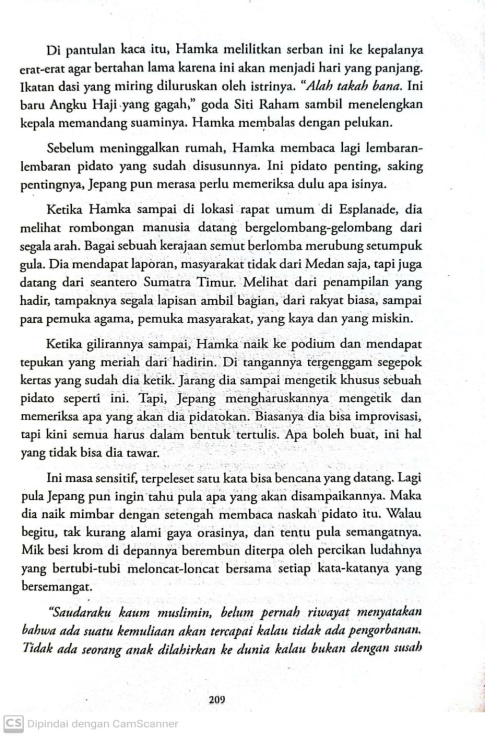 Di pantulan kaca itu, Hamka melilitkan serban ini ke kepalanya
erat-erat agar bertahan lama karena ini akan menjadi hari yang panjang.
Ikatan dasi yang miring diluruskan oleh istrinya. “Alah takah bana. Ini
baru Angku Haji yang gagah,” goda Siti Raham sambil menelengkan
kepala memandang suaminya. Hamka membalas dengan pelukan.
Sebelum meninggalkan rumah, Hamka membaca lagi lembaran-
lembaran pidato yang sudah disusunnya. Ini pidato penting, saking
pentingnya, Jepang pun merasa perlu memeriksa dulu apa isinya.
Ketika Hamka sampai di lokasi rapat umum di Esplanade, dia
melihat rombongan manusia datang bergelombang-gelombang dari
segala arah. Bagai sebuah kerajaan semut berlomba merubung setumpuk
gula. Dia mendapat laporan, masyarakat tidak dari Medan saja, tapi juga
datang dari seantero Sumatra Timur. Melihat dari penampilan yang
hadir, tampaknya segala lapisan ambil bagian, dari rakyat biasa, sampai
para pemuka agama, pemuka masyarakat, yang kaya dan yang miskin.
Ketika gilirannya sampai, Hamka naik ke podium dan mendapat
tepukan yang meriah dari hadirin. Di tangannya tergenggam segepok
kertas yang sudah dia ketik. Jarang dia sampai mengetik khusus sebuah
pidato seperti ini. Tapi, Jepang mengharuskannya mengetik dan
memeriksa apa yang akan dia pidatokan. Biasanya dia bisa improvisasi,
tapi kini semua harus dalam bentuk tertulis. Apa boleh buat, ini hal
yang tidak bisa dia tawar.
Ini masa sensitif, terpeleset satu kata bisa bencana yang datang. Lagi
pula Jepang pun ingin tahu pula apa yang akan disampaikannya. Maka
dia naik mimbar dengan setengah membaca naskah pidato itu. Walau
begitu, tak kurang alami gaya orasinya, dan tentu pula semangatnya.
Mik besi krom di depannya berembun diterpa oleh percikan ludahnya
yang bertubi-tubi meloncat-loncat bersama setiap kata-katanya yang
bersemangat.
“Saudaraku kaum muslimin, belum pernah riwayat menyatakan
bahwa ada suatu kemuliaan akan tercapai kalau tidak ada pengorbanan.
Tidak ada seorang anak dilahirkan ke dunia kalau bukan dengan susah
209
CS Dipindai dengan CamScanner